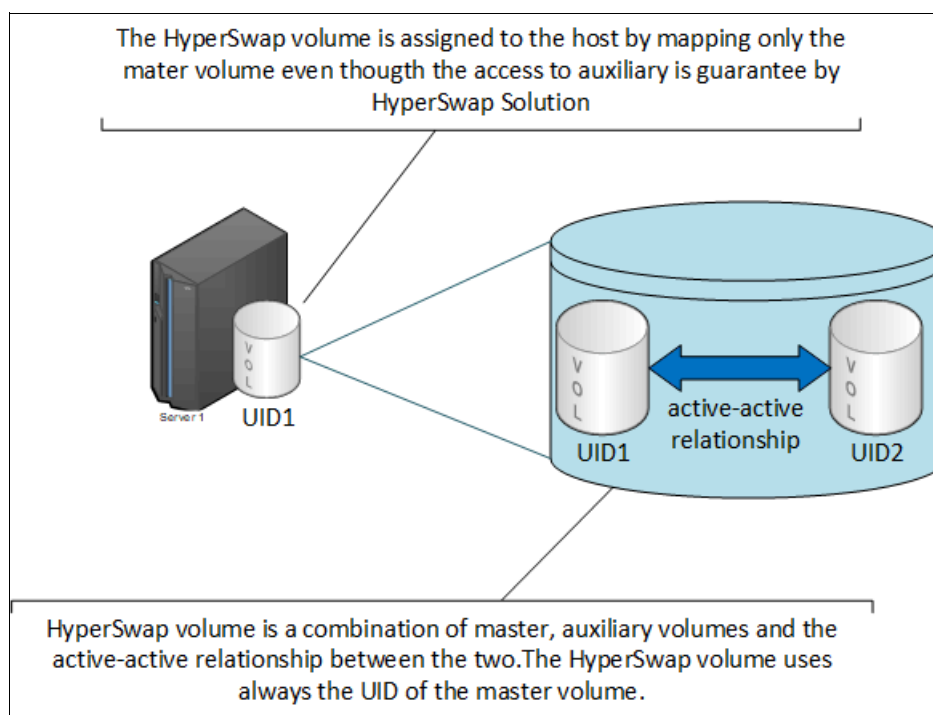 The HyperSwap volume is assigned to the host by mapping only the
mater volume even thougth the access to auxiliary is guarantee by
HyperSwap Solution
VOL
Server 1
UID1
VOL
UID1
active-active
relationship
VOL
UID2
HyperSwap volume is a combination of master, auxiliary volumes and the
active-active relationship between the two.The HyperSwap volume uses
always the UID of the master volume.